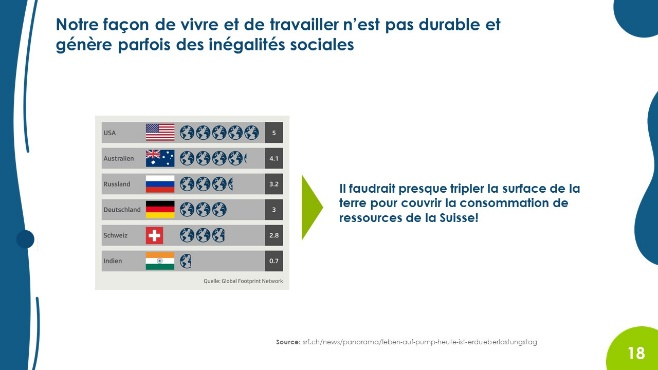 Notre façon de vivre et de travailler n'est pas durable et
génère parfois des inégalités sociales
USA 5
Australien 4.1
Russland 3.2
Deutschland 3
Schweiz 2.8
Indien 0.7
Quelle: Global Footprint Network
Il faudrait presque tripler la surface de la
terre pour couvrir la consommation de
ressources de la Suisse!
Source: srf.ch/news/panorama/leben-auf-pump-heute-ist-erdueberlastungstag
18